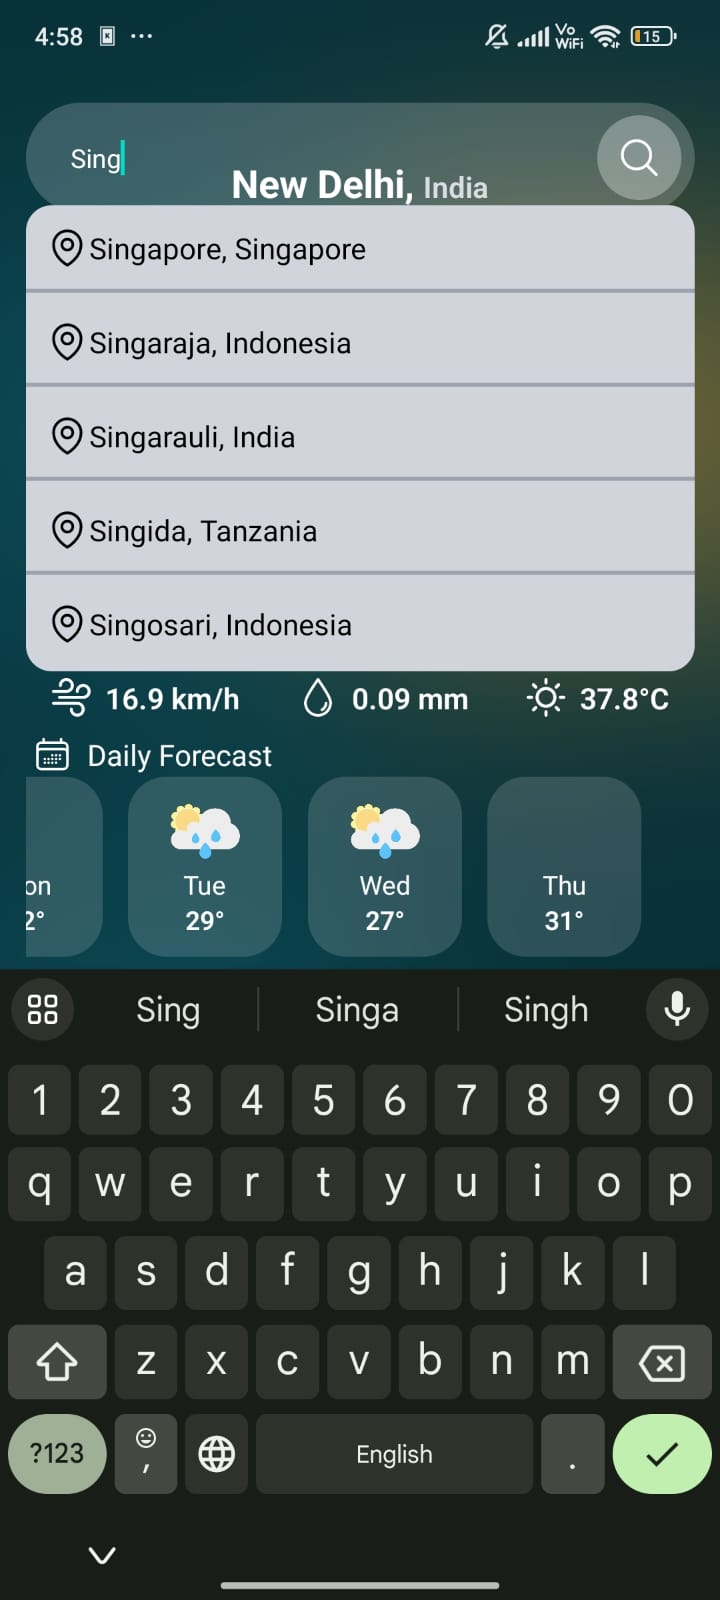 4:58 ... Vo WiFi 15
Sing
New Delhi, India
Singapore, Singapore
Singaraja, Indonesia
Singarauli, India
Singida, Tanzania
Singosari, Indonesia
16.9 km/h 0.09 mm 37.8°C
Daily Forecast
on Tue Wed Thu
2° 29° 27° 31°
Sing Singa Singh
1 2 3 4 5 6 7 8 9 0
q w e r t y u i o p
a s d f g h j k l
z x c v b n m
?123 , English .